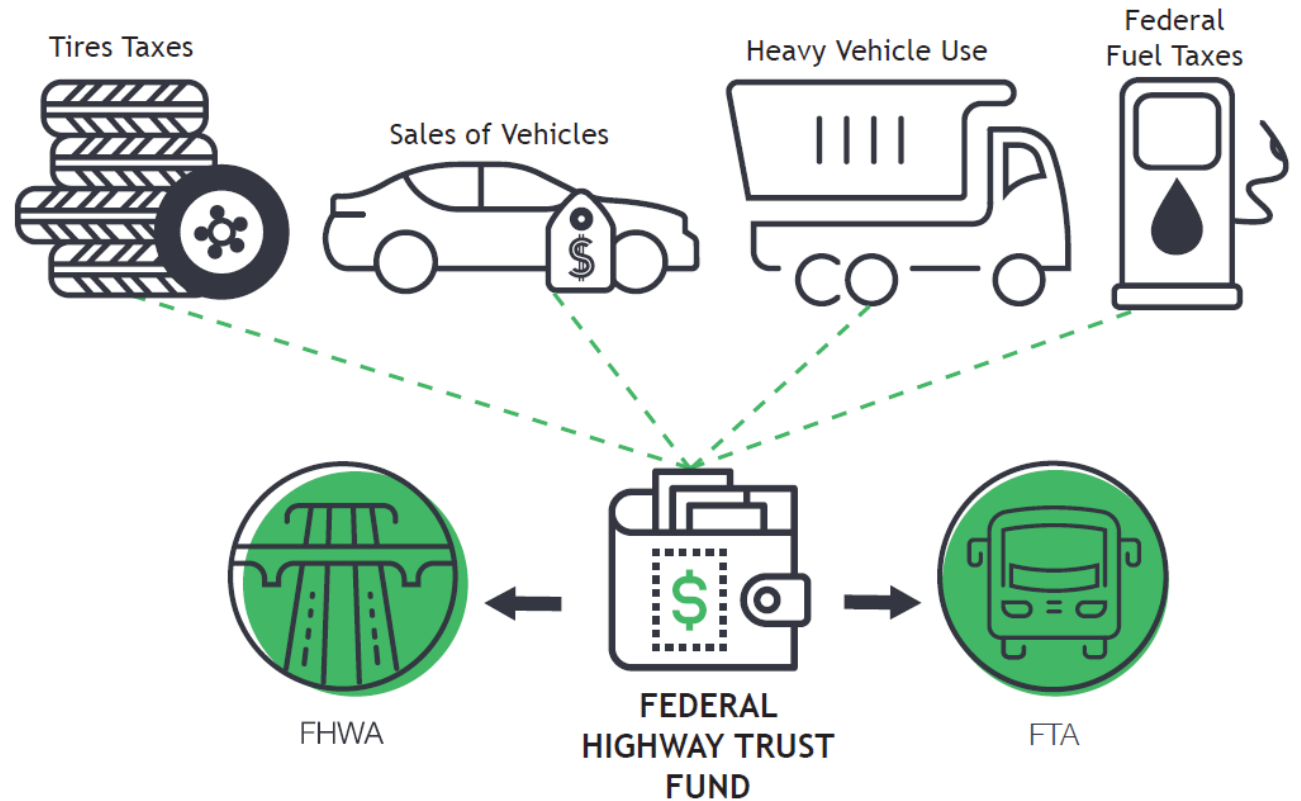 Tires Taxes
Sales of Vehicles
$
Heavy Vehicle Use
Federal
Fuel Taxes
$
FEDERAL
HIGHWAY TRUST
FUND
FHWA
FTA